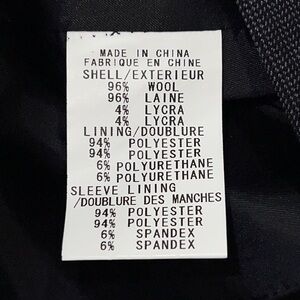 MADE IN CHINA
FABRIQUE EN CHINE
SHELL/EXTERIEUR
96% WOOL
96% LAINE
4% LYCRA
4% LYCRA
LINING/DOUBLURE
94% POLYESTER
94% POLYESTER
6% POLYURETHANE
6% POLYURETHANE
SLEEVE LINING
/DOUBLURE DES MANCHES
94% POLYESTER
94% POLYESTER
6% SPANDEX
6% SPANDEX